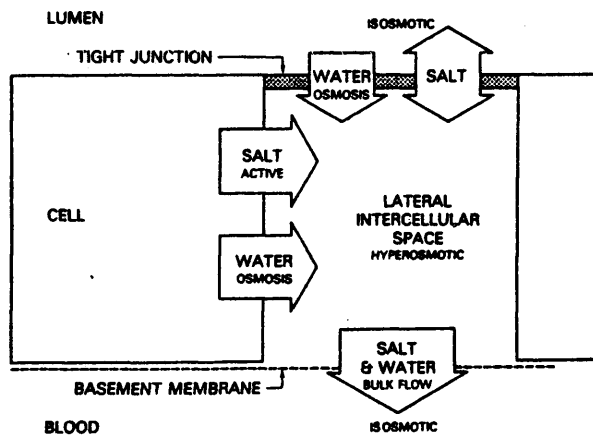 LUMEN
ISOSMOTIC
TIGHT JUNCTION
WATER
OSMOSIS
SALT
SALT
ACTIVE
CELL
LATERAL
INTERCELLULAR
SPACE
HYPEROSMOTIC
WATER
OSMOSIS
SALT
& WATER
BULK FLOW
BASEMENT MEMBRANE
BLOOD
ISOSMOTIC